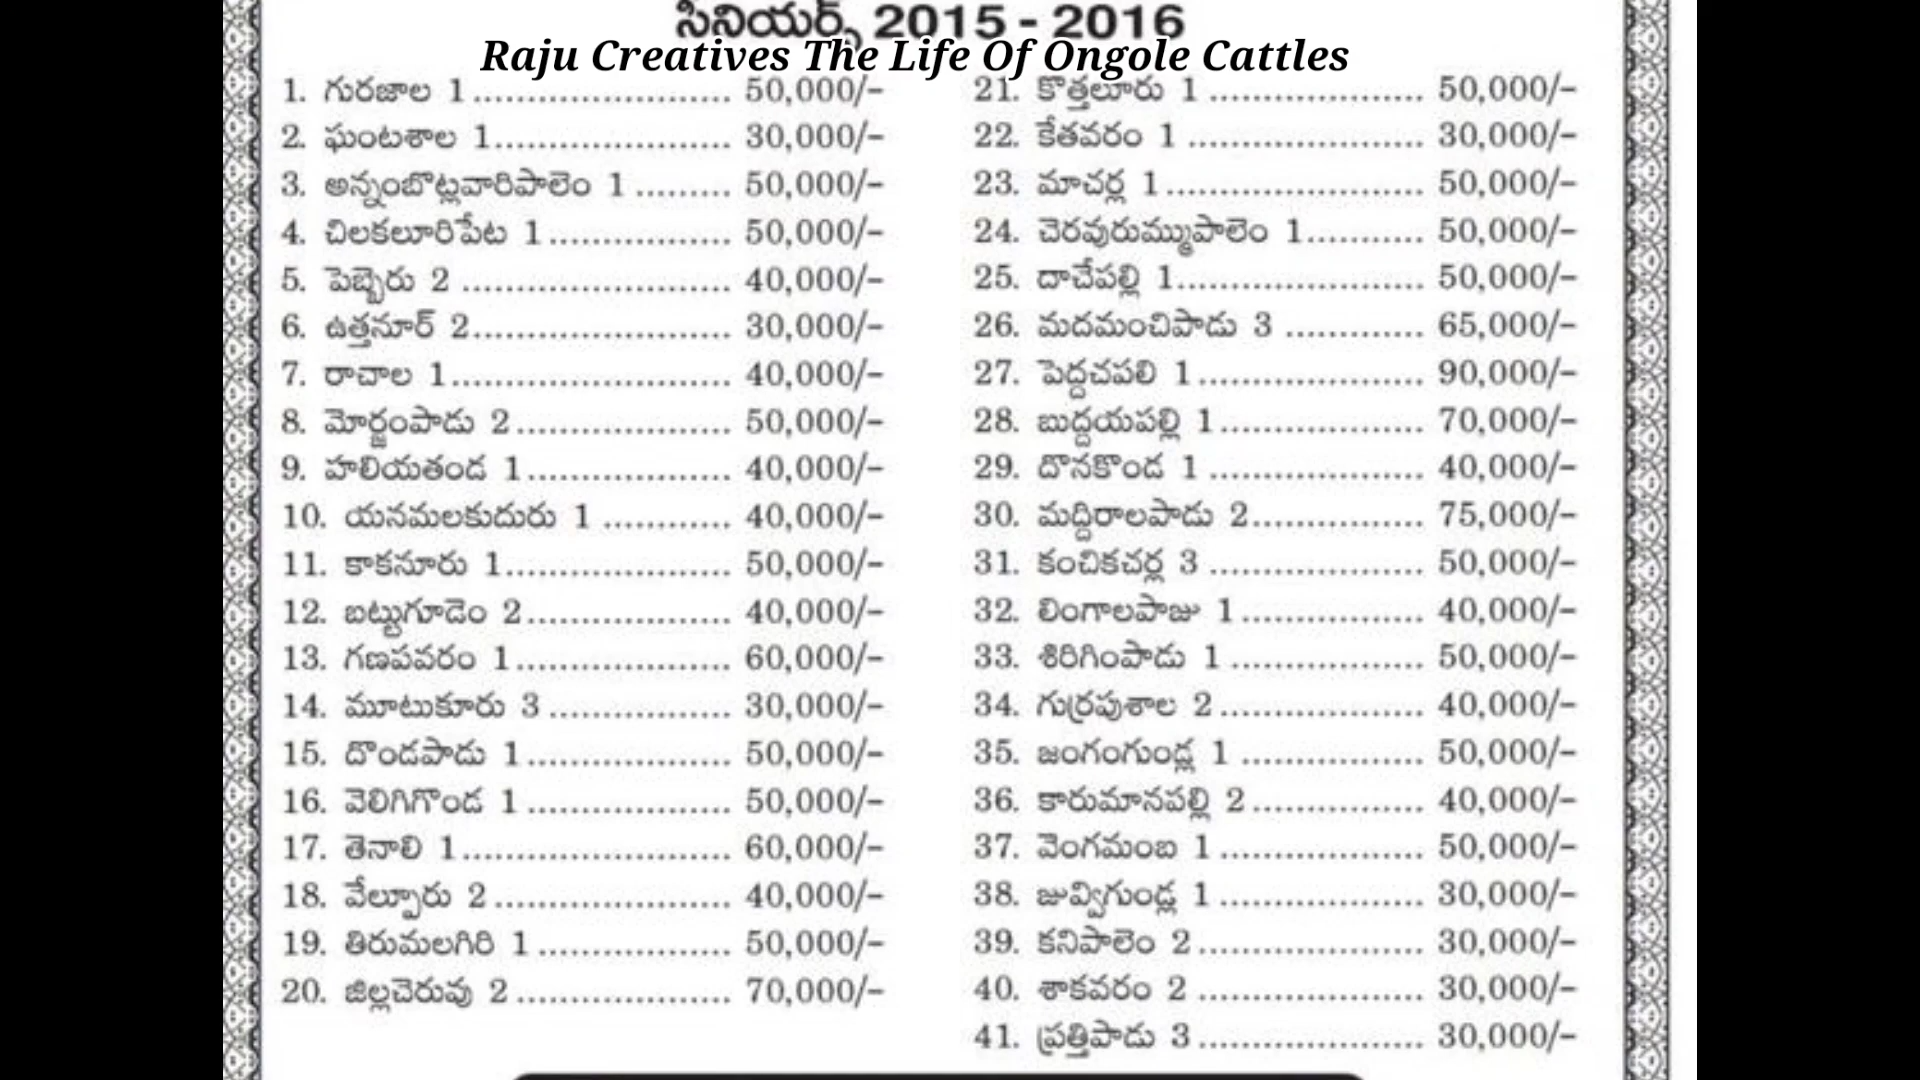 సీనియర్స్ 2015 - 2016
Raju Creatives The Life Of Ongole Cattles
1. గురజాల 1 ........................ 50,000/-
2. ఘంటశాల 1...................... 30,000/-
3. అన్నంబొట్లవారిపాలెం 1 ......... 50,000/-
4. చిలకలూరిపేట 1................. 50,000/-
5. పెబ్బెరు 2 ......................... 40,000/-
6. ఉత్తనూర్ 2........................ 30,000/-
7. రాచాల 1.......................... 40,000/-
8. మోర్జంపాడు 2.................... 50,000/-
9. హలియతండ 1................... 40,000/-
10. యనమలకుదురు 1 ............ 40,000/-
11. కాకనూరు 1..................... 50,000/-
12. బట్టుగూడెం 2................... 40,000/-
13. గణపవరం 1.................... 60,000/-
14. మూటుకూరు 3 ................. 30,000/-
15. దొండపాడు 1................... 50,000/-
16. వెలిగిగొండ 1 ................... 50,000/-
17. తెనాలి 1......................... 60,000/-
18. వేల్పూరు 2...................... 40,000/-
19. తిరుమలగిరి 1 .................. 50,000/-
20. జిల్లచెరువు 2.................... 70,000/-
21. కొత్తలూరు 1 .................... 50,000/-
22. కేతవరం 1 ...................... 30,000/-
23. మాచర్ల 1........................ 50,000/-
24. చెరవురుమ్ముపాలెం 1........... 50,000/-
25. దాచేపల్లి 1....................... 50,000/-
26. మదమంచిపాడు 3 ............. 65,000/-
27. పెద్దచపలి 1..................... 90,000/-
28. బుద్దయపల్లి 1................... 70,000/-
29. దొనకొండ 1 .................... 40,000/-
30. మద్దిరాలపాడు 2................ 75,000/-
31. కంచికచర్ల 3 .................... 50,000/-
32. లింగాలపాజు 1................. 40,000/-
33. శిరిగింపాడు 1 .................. 50,000/-
34. గుర్రపుశాల 2................... 40,000/-
35. జంగంగుండ్ల 1 ................. 50,000/-
36. కారుమానపల్లి 2................ 40,000/-
37. వెంగమంబ 1 ................... 50,000/-
38. జువ్విగుండ్ల 1 ................... 30,000/-
39. కనిపాలెం 2..................... 30,000/-
40. శాకవరం 2 ..................... 30,000/-
41. ప్రత్తిపాడు 3..................... 30,000/-